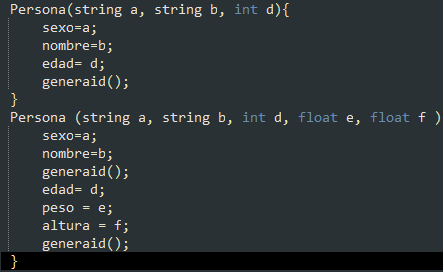 Persona(string a, string b, int d){
sexo=a;
nombre=b;
edad= d;
generaid();
}
Persona (string a, string b, int d, float e, float f )
sexo=a;
nombre=b;
generaid();
edad= d;
peso = e;
altura = f;
generaid();
}